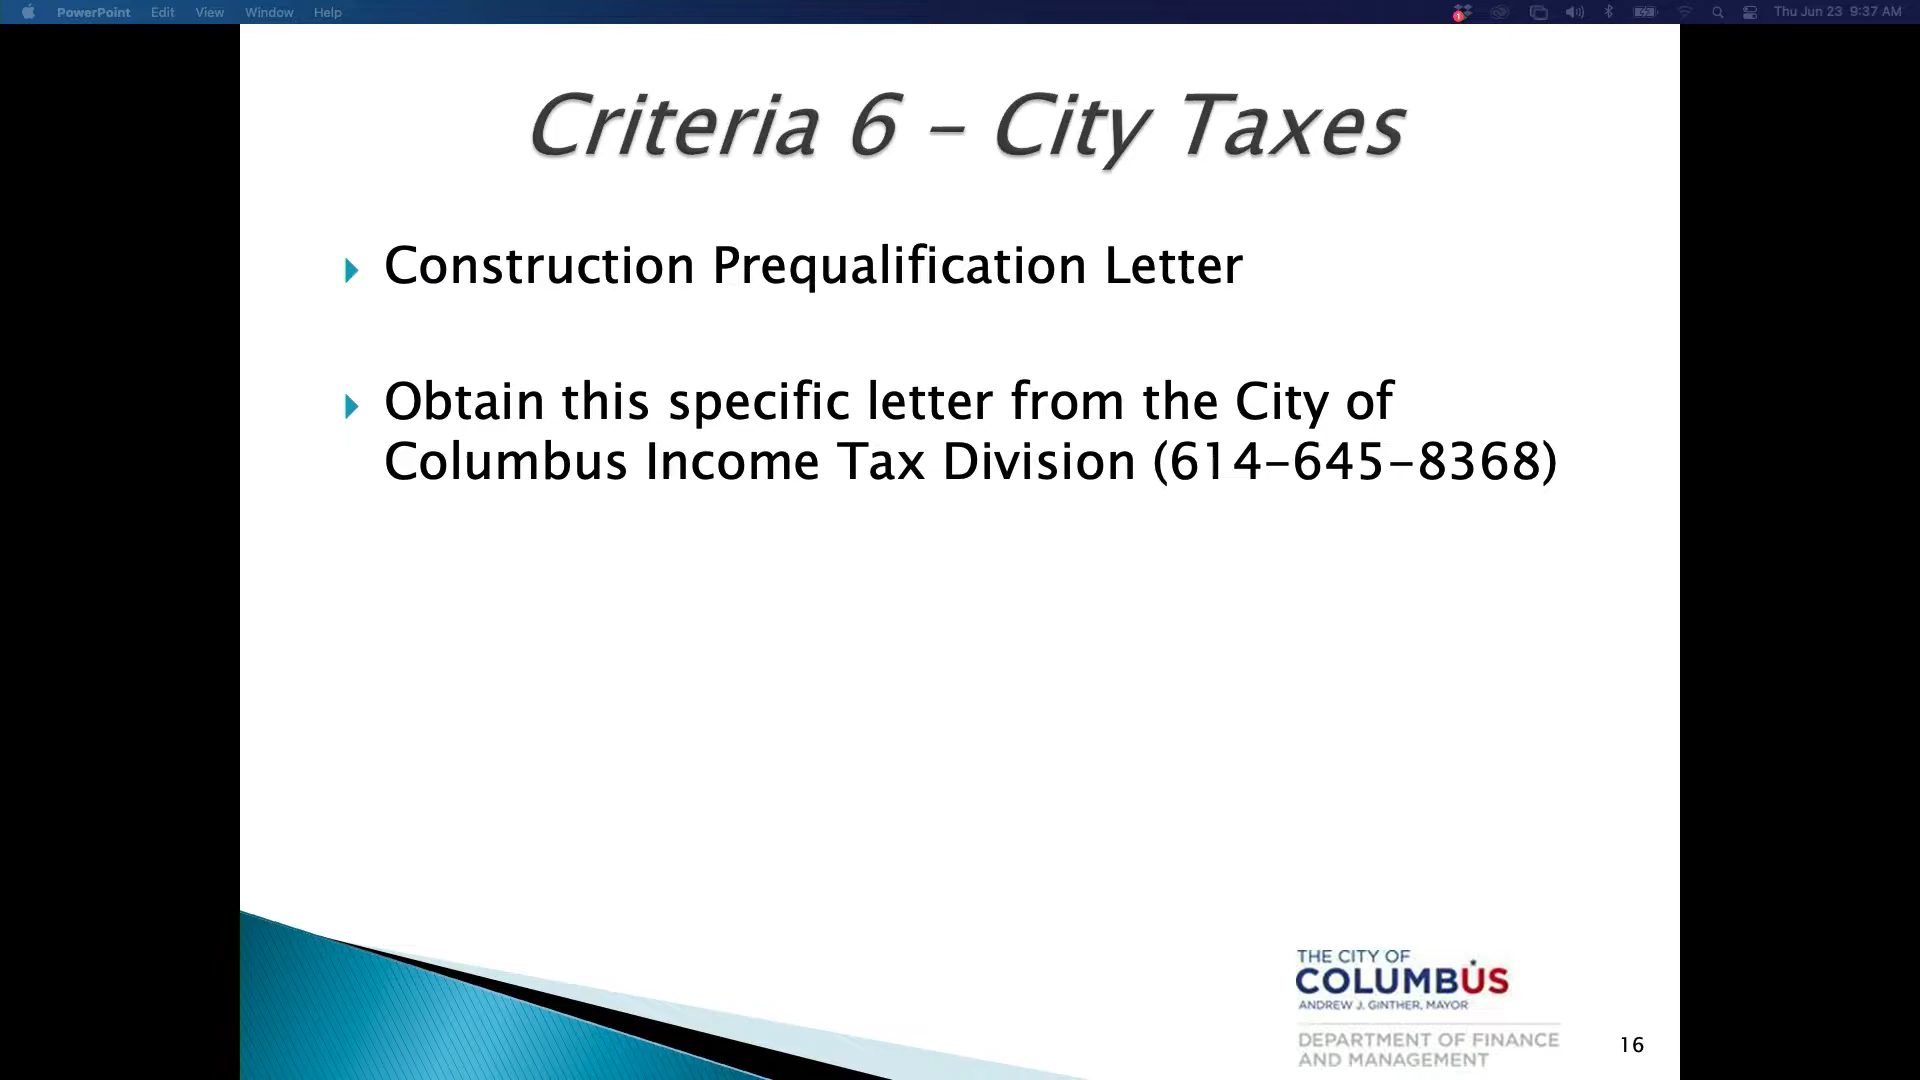 PowerPoint Edit View Window Help
1
Thu Jun 23 9:37 AM
Criteria 6 – City Taxes
Construction Prequalification Letter
Obtain this specific letter from the City of
Columbus Income Tax Division (614-645-8368)
THE CITY OF
COLUMBUS
ANDREW J. GINTHER, MAYOR
DEPARTMENT OF FINANCE
AND MANAGEMENT
16